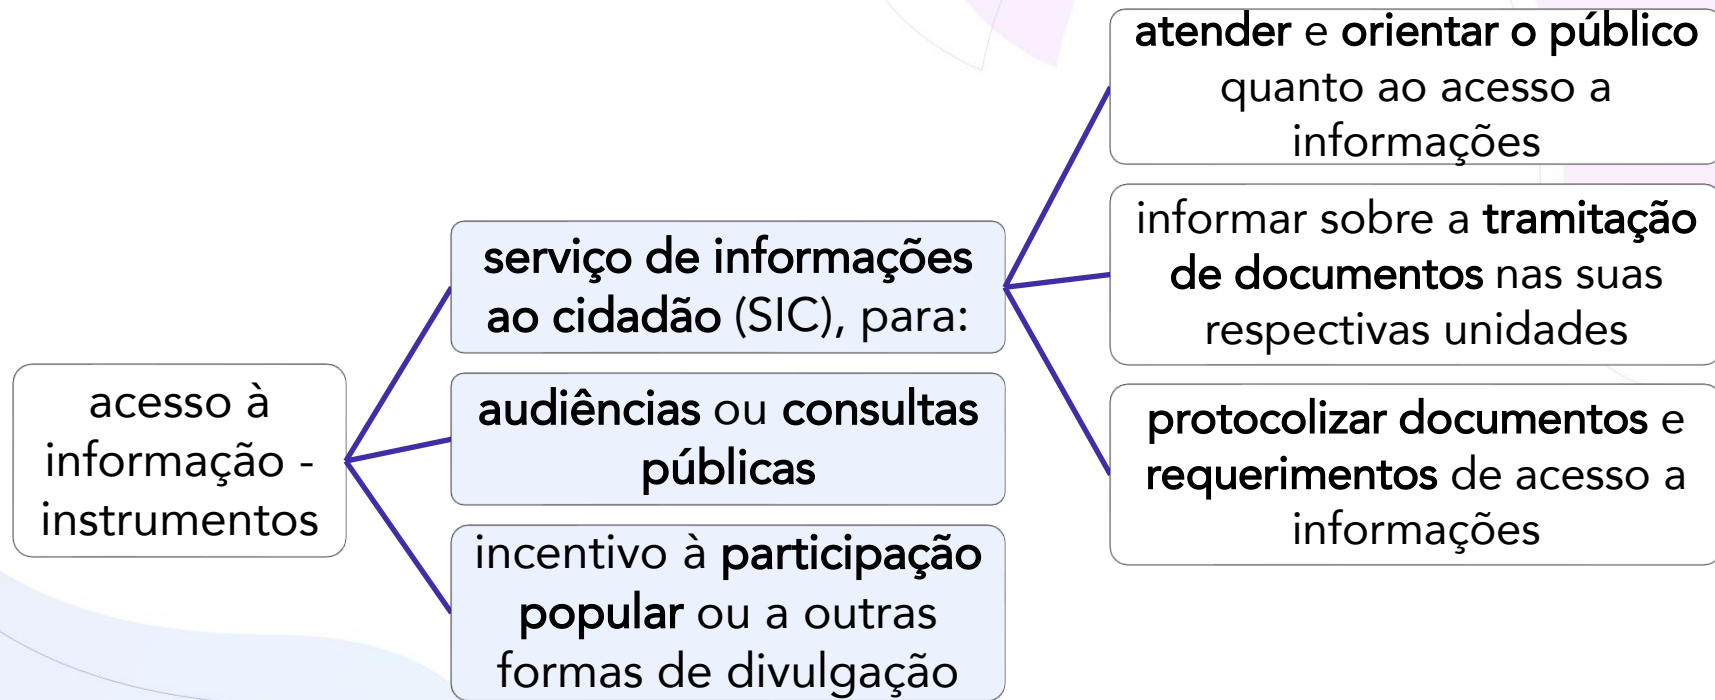 acesso à
informação -
instrumentos
serviço de informações
ao cidadão (SIC), para:
audiências ou consultas
públicas
incentivo à participação
popular ou a outras
formas de divulgação
atender e orientar o público
quanto ao acesso a
informações
informar sobre a tramitação
de documentos nas suas
respectivas unidades
protocolizar documentos e
requerimentos de acesso a
informações